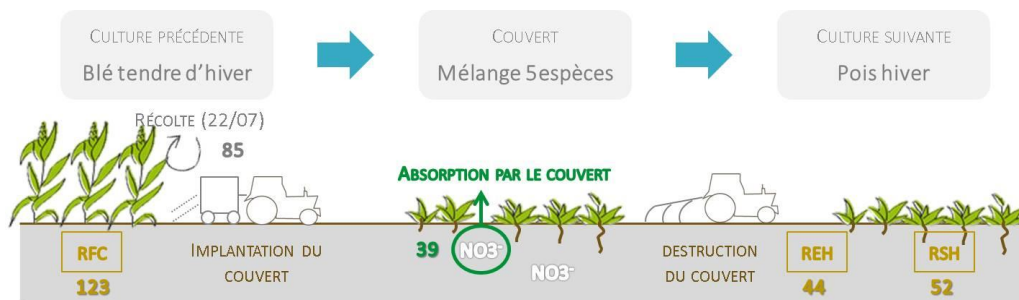 CULTURE PRÉCÉDENTE
Blé tendre d'hiver
COUVERT
Mélange 5espèces
CULTURE SUIVANTE
Pois hiver
RÉCOLTE (22/07)
85
ABSORPTION PAR LE COUVERT
RFC
123
IMPLANTATION DU
COUVERT
39
NO3-
NO3-
DESTRUCTION
DU COUVERT
REH
44
RSH
52